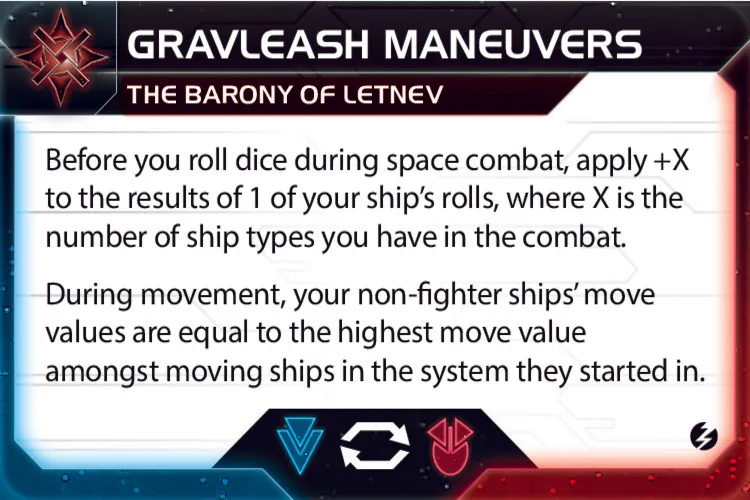 GRAVLEASH MANEUVERS
THE BARONY OF LETNEV
Before you roll dice during space combat, apply +X
to the results of 1 of your ship’s rolls, where X is the
number of ship types you have in the combat.
During movement, your non-fighter ships’ move
values are equal to the highest move value
amongst moving ships in the system they started in.